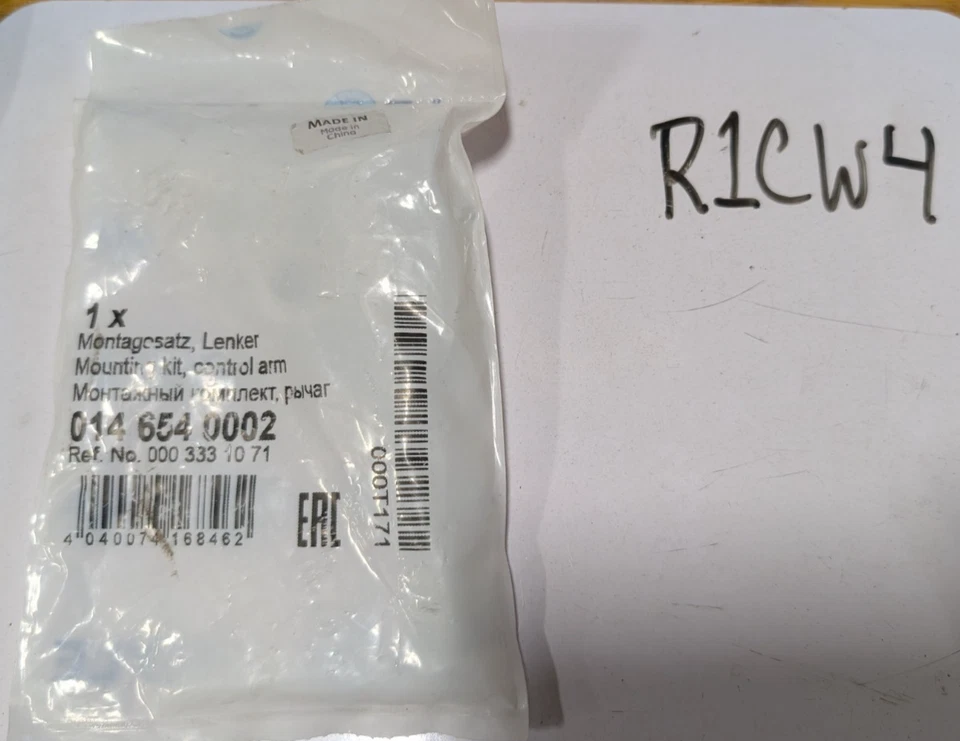 MADE IN
Made in
China
R1CW4
1 x
Montagesatz, Lenker
Mounting kit, control arm
Монтажный комплект, рычаг
014 654 0002
Ref. No. 000 333 10 71
4 040074 168462
EAC
000T171